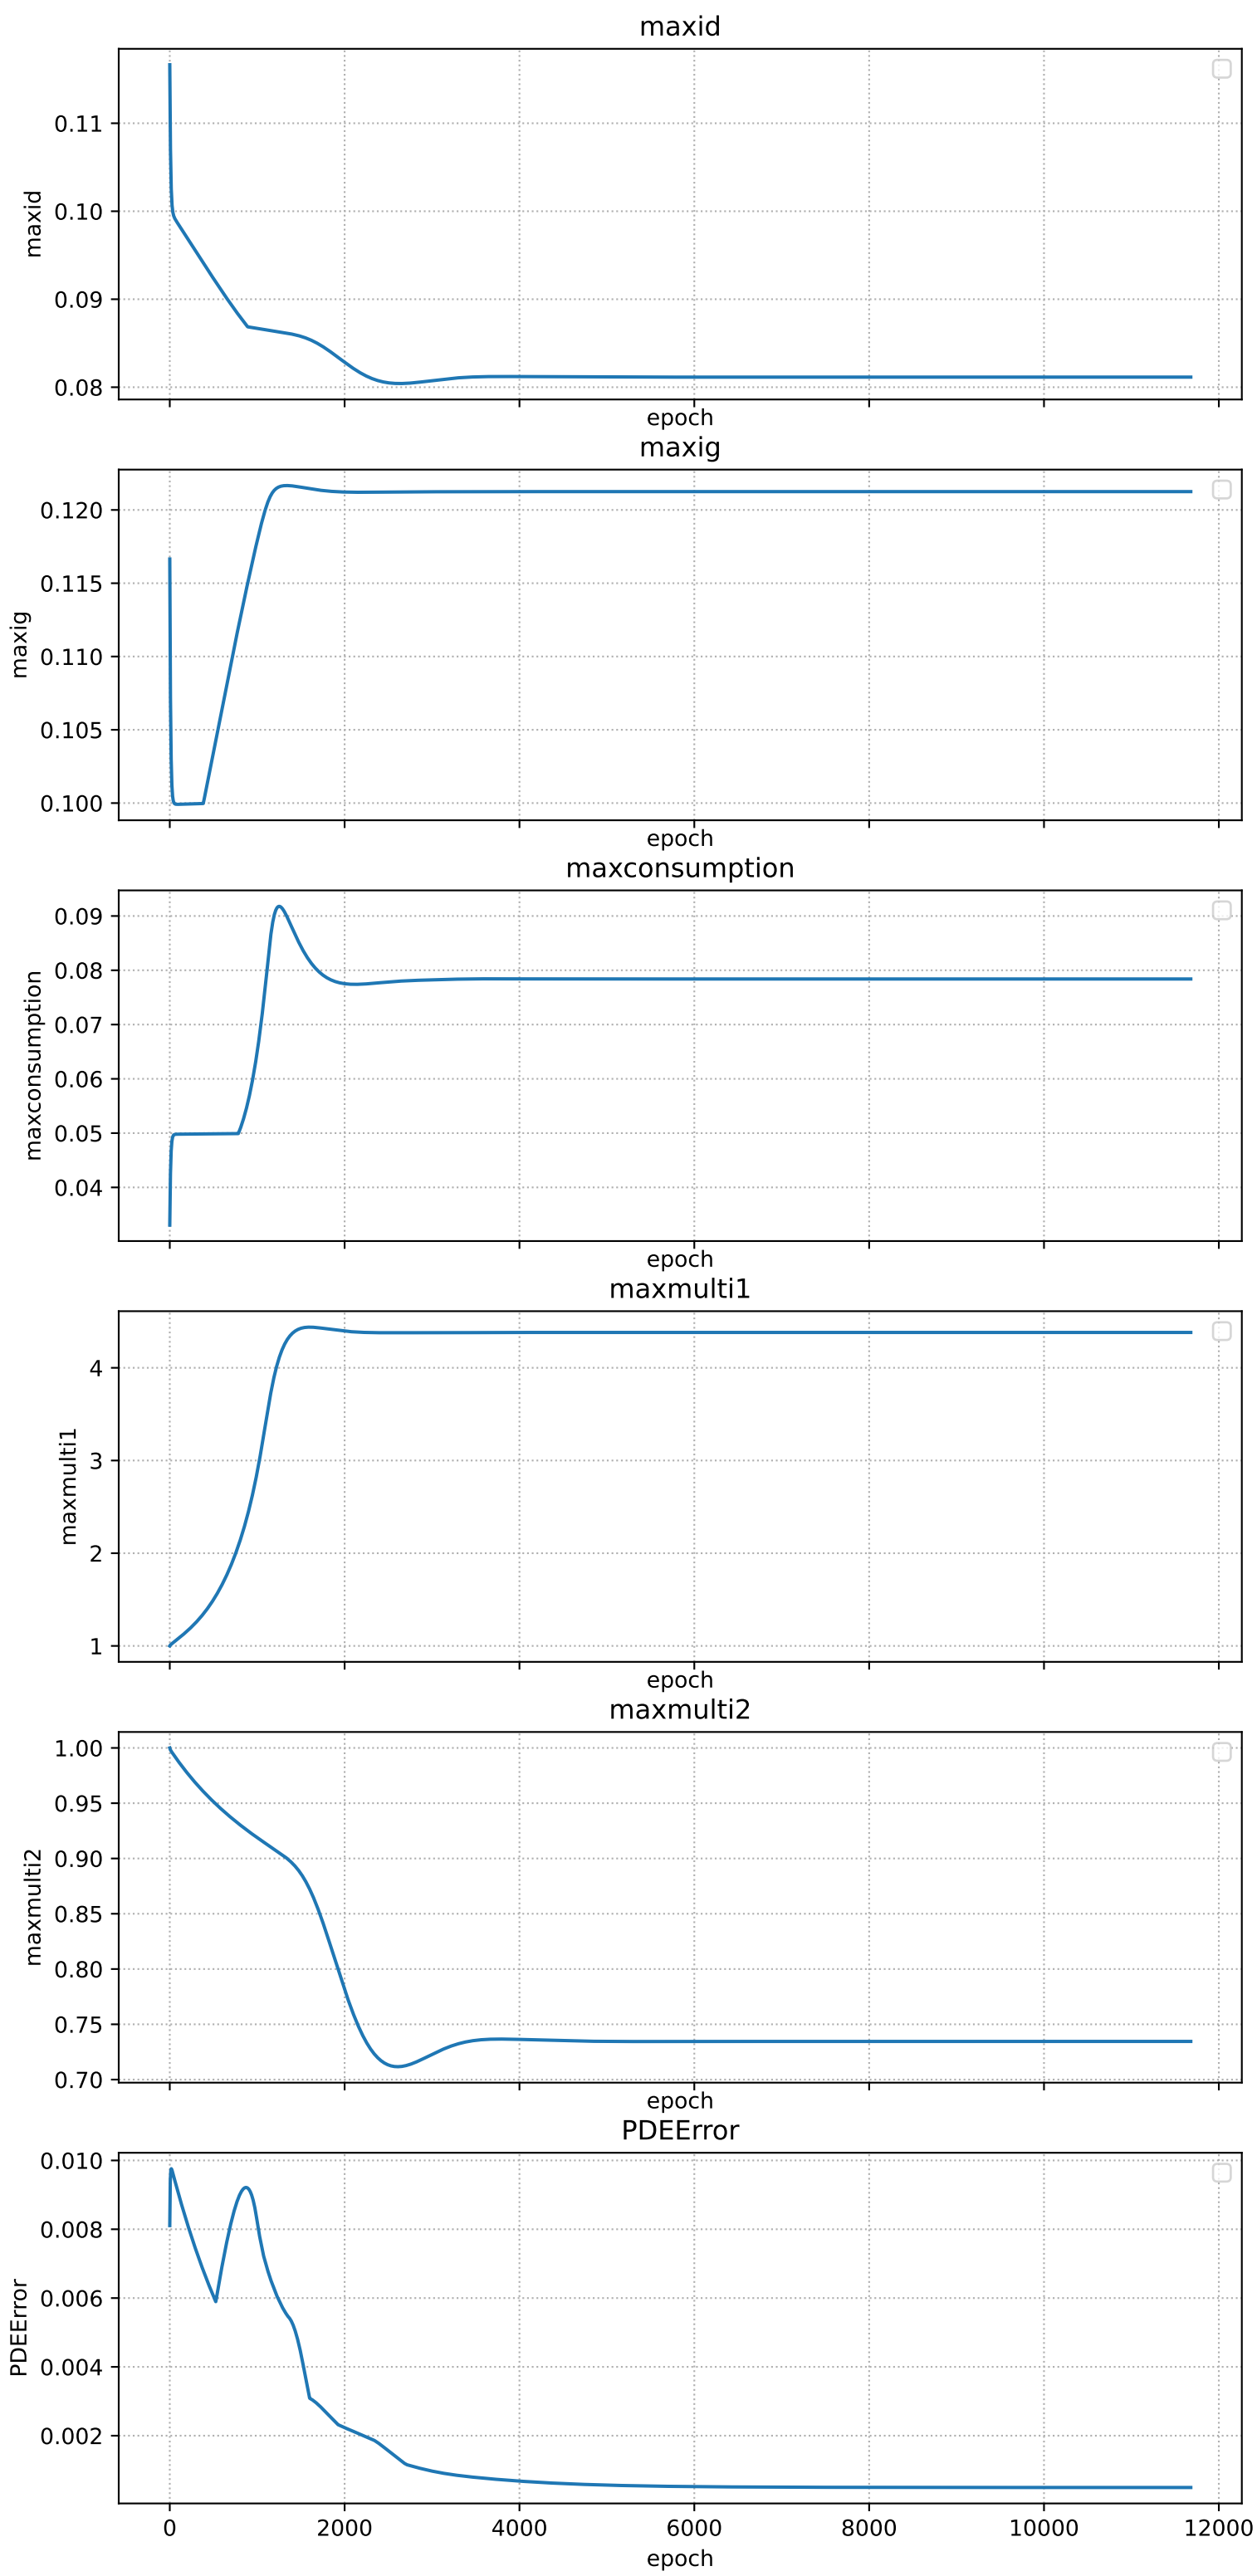 maxid
0.11
0.10
0.09
0.08
maxid
epoch
maxig
0.120
0.115
0.110
0.105
0.100
maxig
epoch
maxconsumption
0.09
0.08
0.07
0.06
0.05
0.04
maxconsumption
epoch
maxmulti1
4
3
2
1
maxmulti1
epoch
maxmulti2
1.00
0.95
0.90
0.85
0.80
0.75
0.70
maxmulti2
epoch
PDEError
0.010
0.008
0.006
0.004
0.002
PDEError
0 2000 4000 6000 8000 10000 12000
epoch